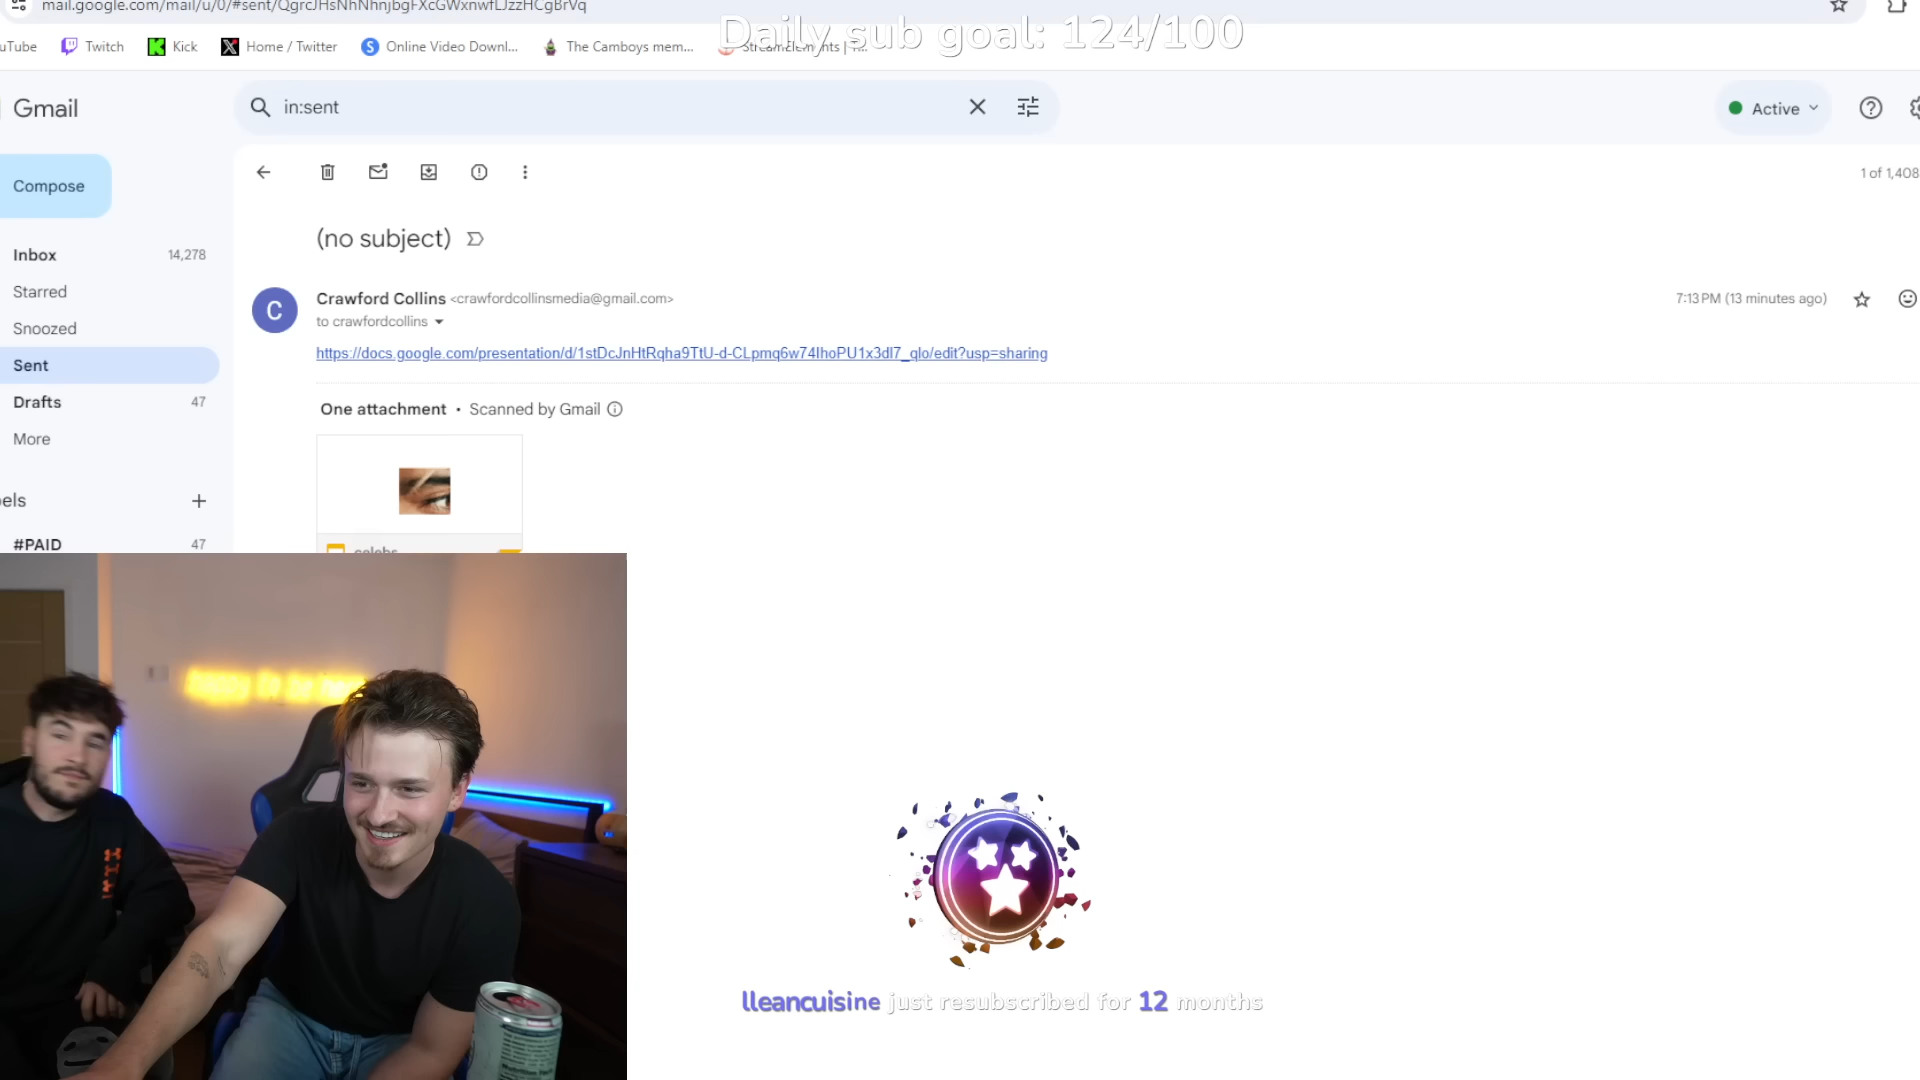 mail.google.com/mail/u/0/#sent/QgrcJHsNhNhnjbgFXcGWxnwfLJzzHCgBrVq
Daily sub goal: 124/100
uTube
Twitch
Kick
Home / Twitter
Online Video Downl...
The Camboys mem...
StreamElements | T...
Gmail
in:sent
Active
Compose
1 of 1,408
(no subject)
Inbox 14,278
Starred
Snoozed
Sent
Drafts 47
More
els
#PAID 47
C
Crawford Collins <crawfordcollinsmedia@gmail.com>
7:13 PM (13 minutes ago)
to crawfordcollins
https://docs.google.com/presentation/d/1stDcJnHtRqha9TtU-d-CLpmq6w74IhoPU1x3dl7_qlo/edit?usp=sharing
One attachment • Scanned by Gmail
celebs
lleancuisine just resubscribed for 12 months